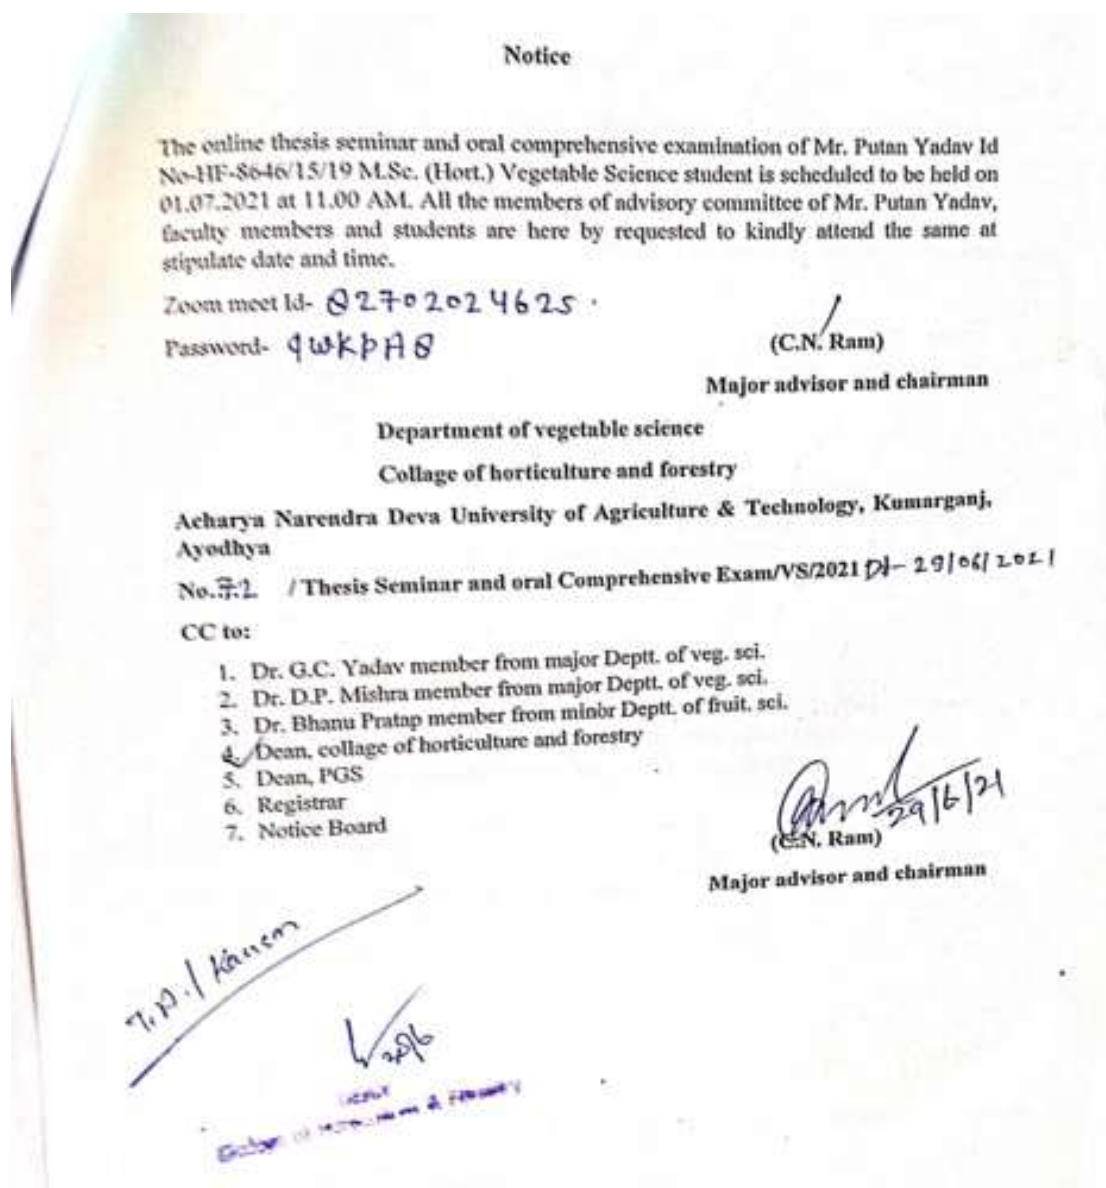 Notice
The online thesis seminar and oral comprehensive examination of Mr. Putan Yadav Id
No-HF-8646/15/19 M.Sc. (Hort.) Vegetable Science student is scheduled to be held on
01.07.2021 at 11.00 AM. All the members of advisory committee of Mr. Putan Yadav,
faculty members and students are here by requested to kindly attend the same at
stipulate date and time.
Zoom meet Id- 82702024625
Password- 
(C.N. Ram)
Major advisor and chairman
Department of vegetable science
Collage of horticulture and forestry
Acharya Narendra Deva University of Agriculture & Technology, Kumarganj,
Ayodhya
No.72 / Thesis Seminar and oral Comprehensive Exam/VS/2021 Dt- 29/06/2021
CC to:
1. Dr. G.C. Yadav member from major Deptt. of veg. sci.
2. Dr. D.P. Mishra member from major Deptt. of veg. sci.
3. Dr. Bhanu Pratap member from minor Deptt. of fruit. sci.
4. Dean, collage of horticulture and forestry
5. Dean, PGS
6. Registrar
7. Notice Board
29/6/21
(C.N. Ram)
Major advisor and chairman